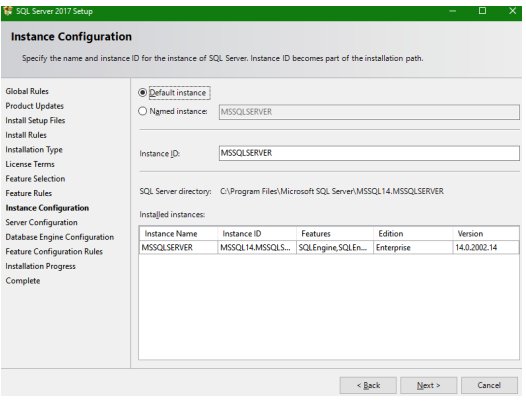 SQL Server 2017 Setup
Instance Configuration
Specify the name and instance ID for the instance of SQL Server. Instance ID becomes part of the installation path.
Global Rules
Product Updates
Install Setup Files
Install Rules
Installation Type
License Terms
Feature Selection
Feature Rules
Instance Configuration
Server Configuration
Database Engine Configuration
Feature Configuration Rules
Installation Progress
Complete
Default instance
Named instance: MSSQLSERVER
Instance ID: MSSQLSERVER
SQL Server directory: C:\Program Files\Microsoft SQL Server\MSSQL14.MSSQLSERVER
Installed instances:
Instance Name Instance ID Features Edition Version
MSSQLSERVER MSSQL14.MSSQLS... SQLEngine,SQLEn... Enterprise 14.0.2002.14
< Back Next > Cancel